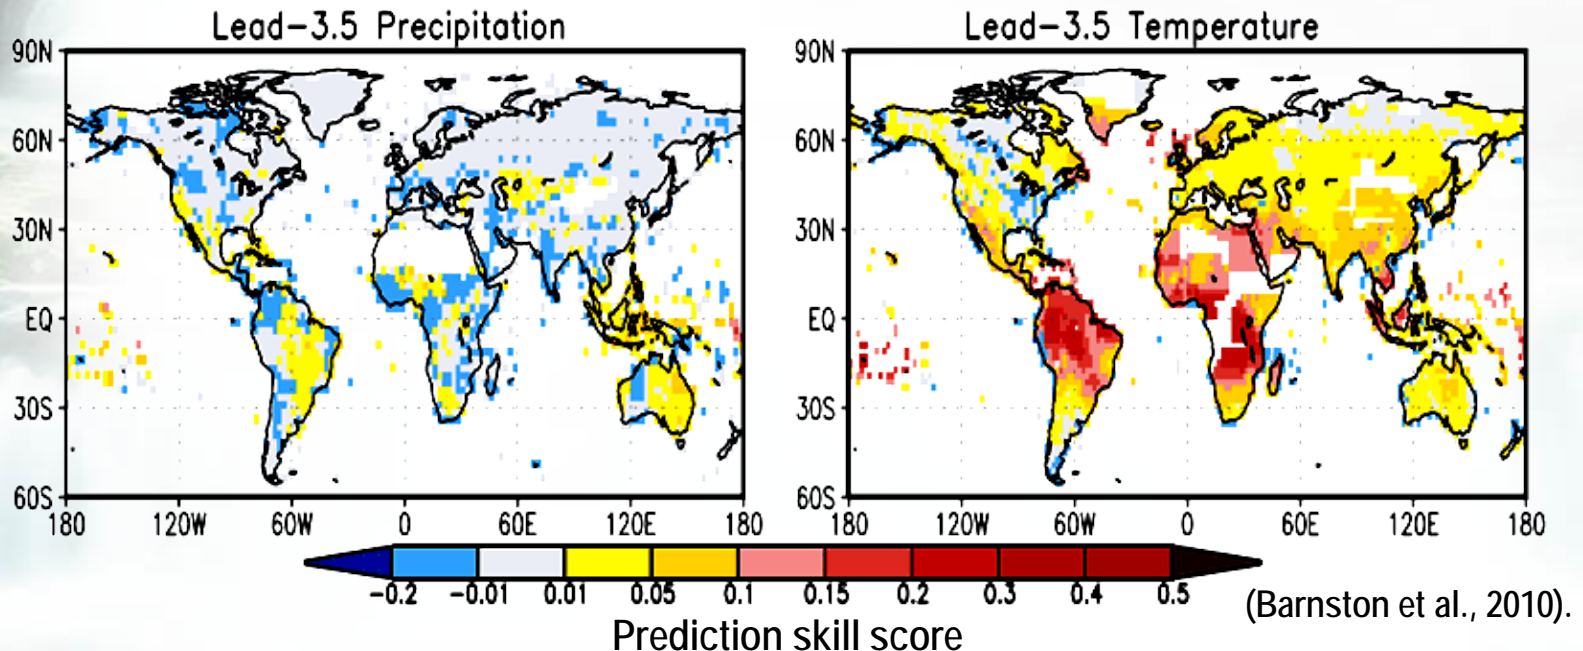 Lead-3.5 Precipitation
90N
60N
30N
EQ
30S
60S
180 120W 60W 0 60E 120E 180
Lead-3.5 Temperature
90N
60N
30N
EQ
30S
60S
180 120W 60W 0 60E 120E 180
-0.2 -0.01 0.01 0.05 0.1 0.15 0.2 0.3 0.4 0.5
(Barnston et al., 2010).
Prediction skill score